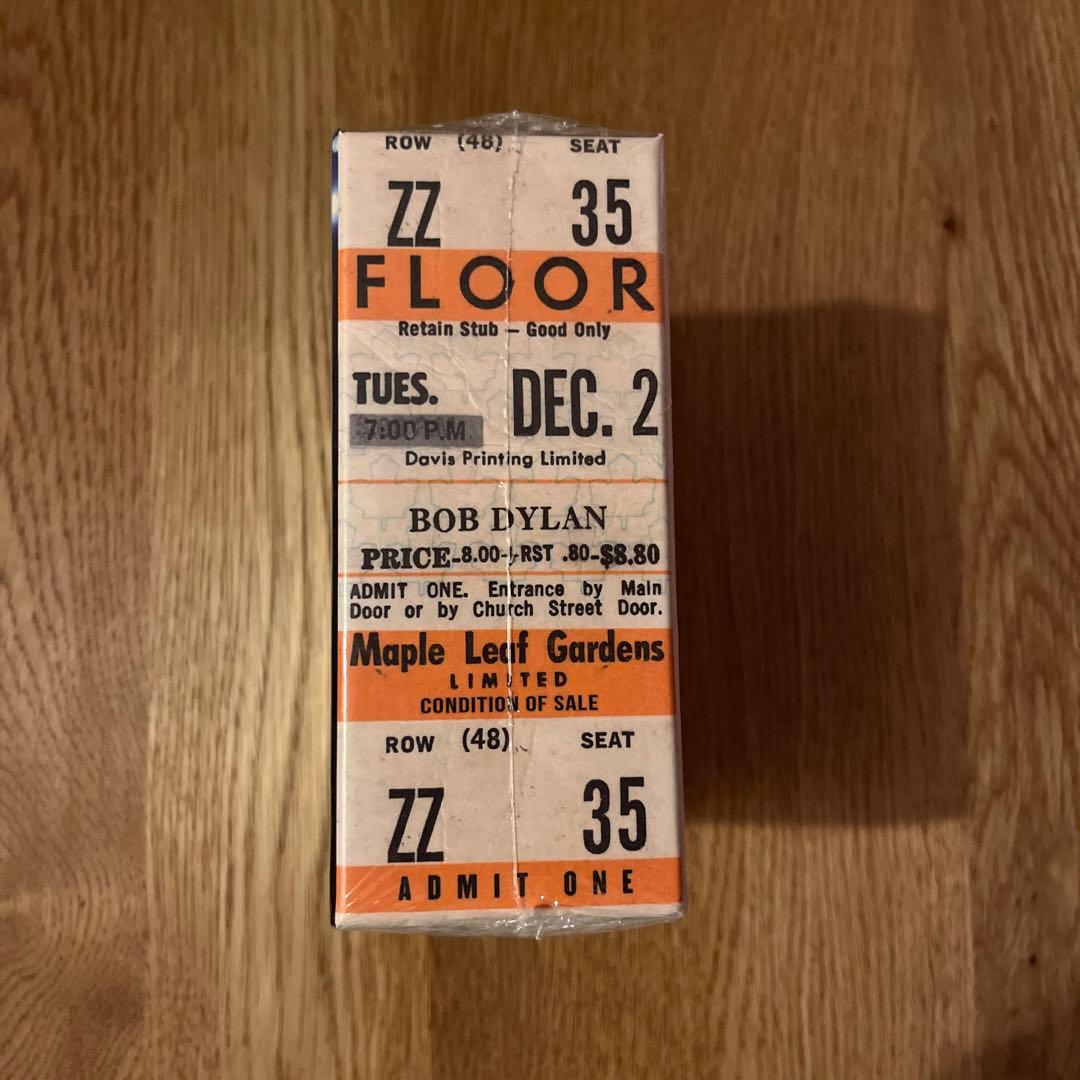 ROW (48) SEAT
ZZ 35
FLOOR
Retain Stub — Good Only
TUES. DEC. 2
7:00 P.M
Davis Printing Limited
BOB DYLAN
PRICE-8.00-RST .80-$8.80
ADMIT ONE. Entrance by Main
Door or by Church Street Door.
Maple Leaf Gardens
LIMITED
CONDITION OF SALE
ROW (48) SEAT
ZZ 35
ADMIT ONE